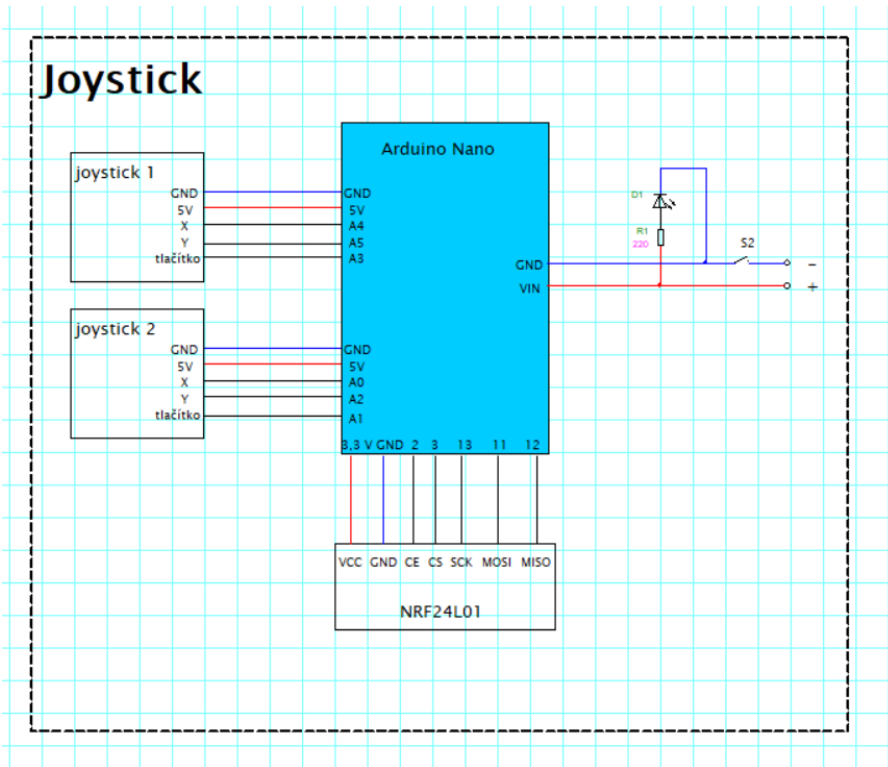 Joystick
Arduino Nano
joystick 1
GND GND
5V 5V
X A4
Y A5
tlačítko A3
D1
R1
220
S2
GND −
VIN +
joystick 2
GND GND
5V 5V
X A0
Y A2
tlačítko A1
3,3 V GND 2 3 13 11 12
VCC GND CE CS SCK MOSI MISO
NRF24L01